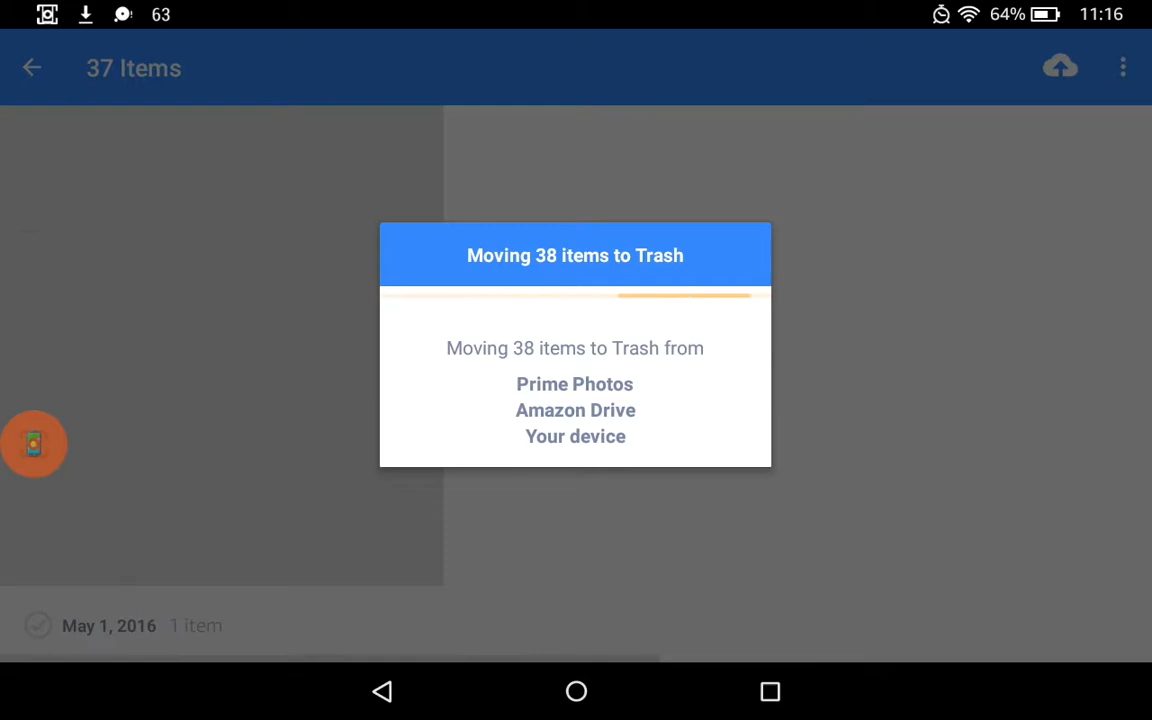 63
64%
11:16
37 Items
Moving 38 items to Trash
Moving 38 items to Trash from
Prime Photos
Amazon Drive
Your device
May 1, 2016 1 item